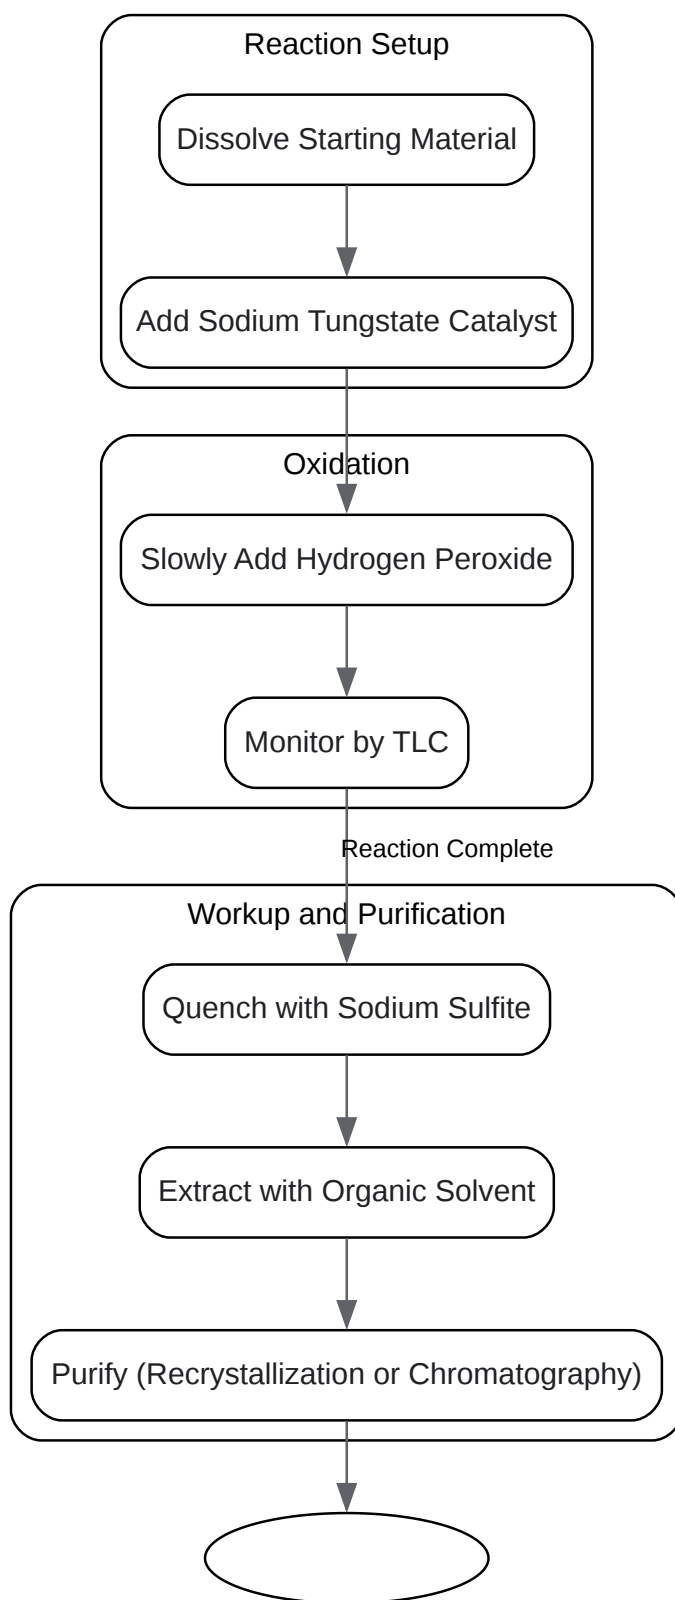 Reaction Setup
Dissolve Starting Material
Add Sodium Tungstate Catalyst
Oxidation
Slowly Add Hydrogen Peroxide
Monitor by TLC
Reaction Complete
Workup and Purification
Quench with Sodium Sulfite
Extract with Organic Solvent
Purify (Recrystallization or Chromatography)